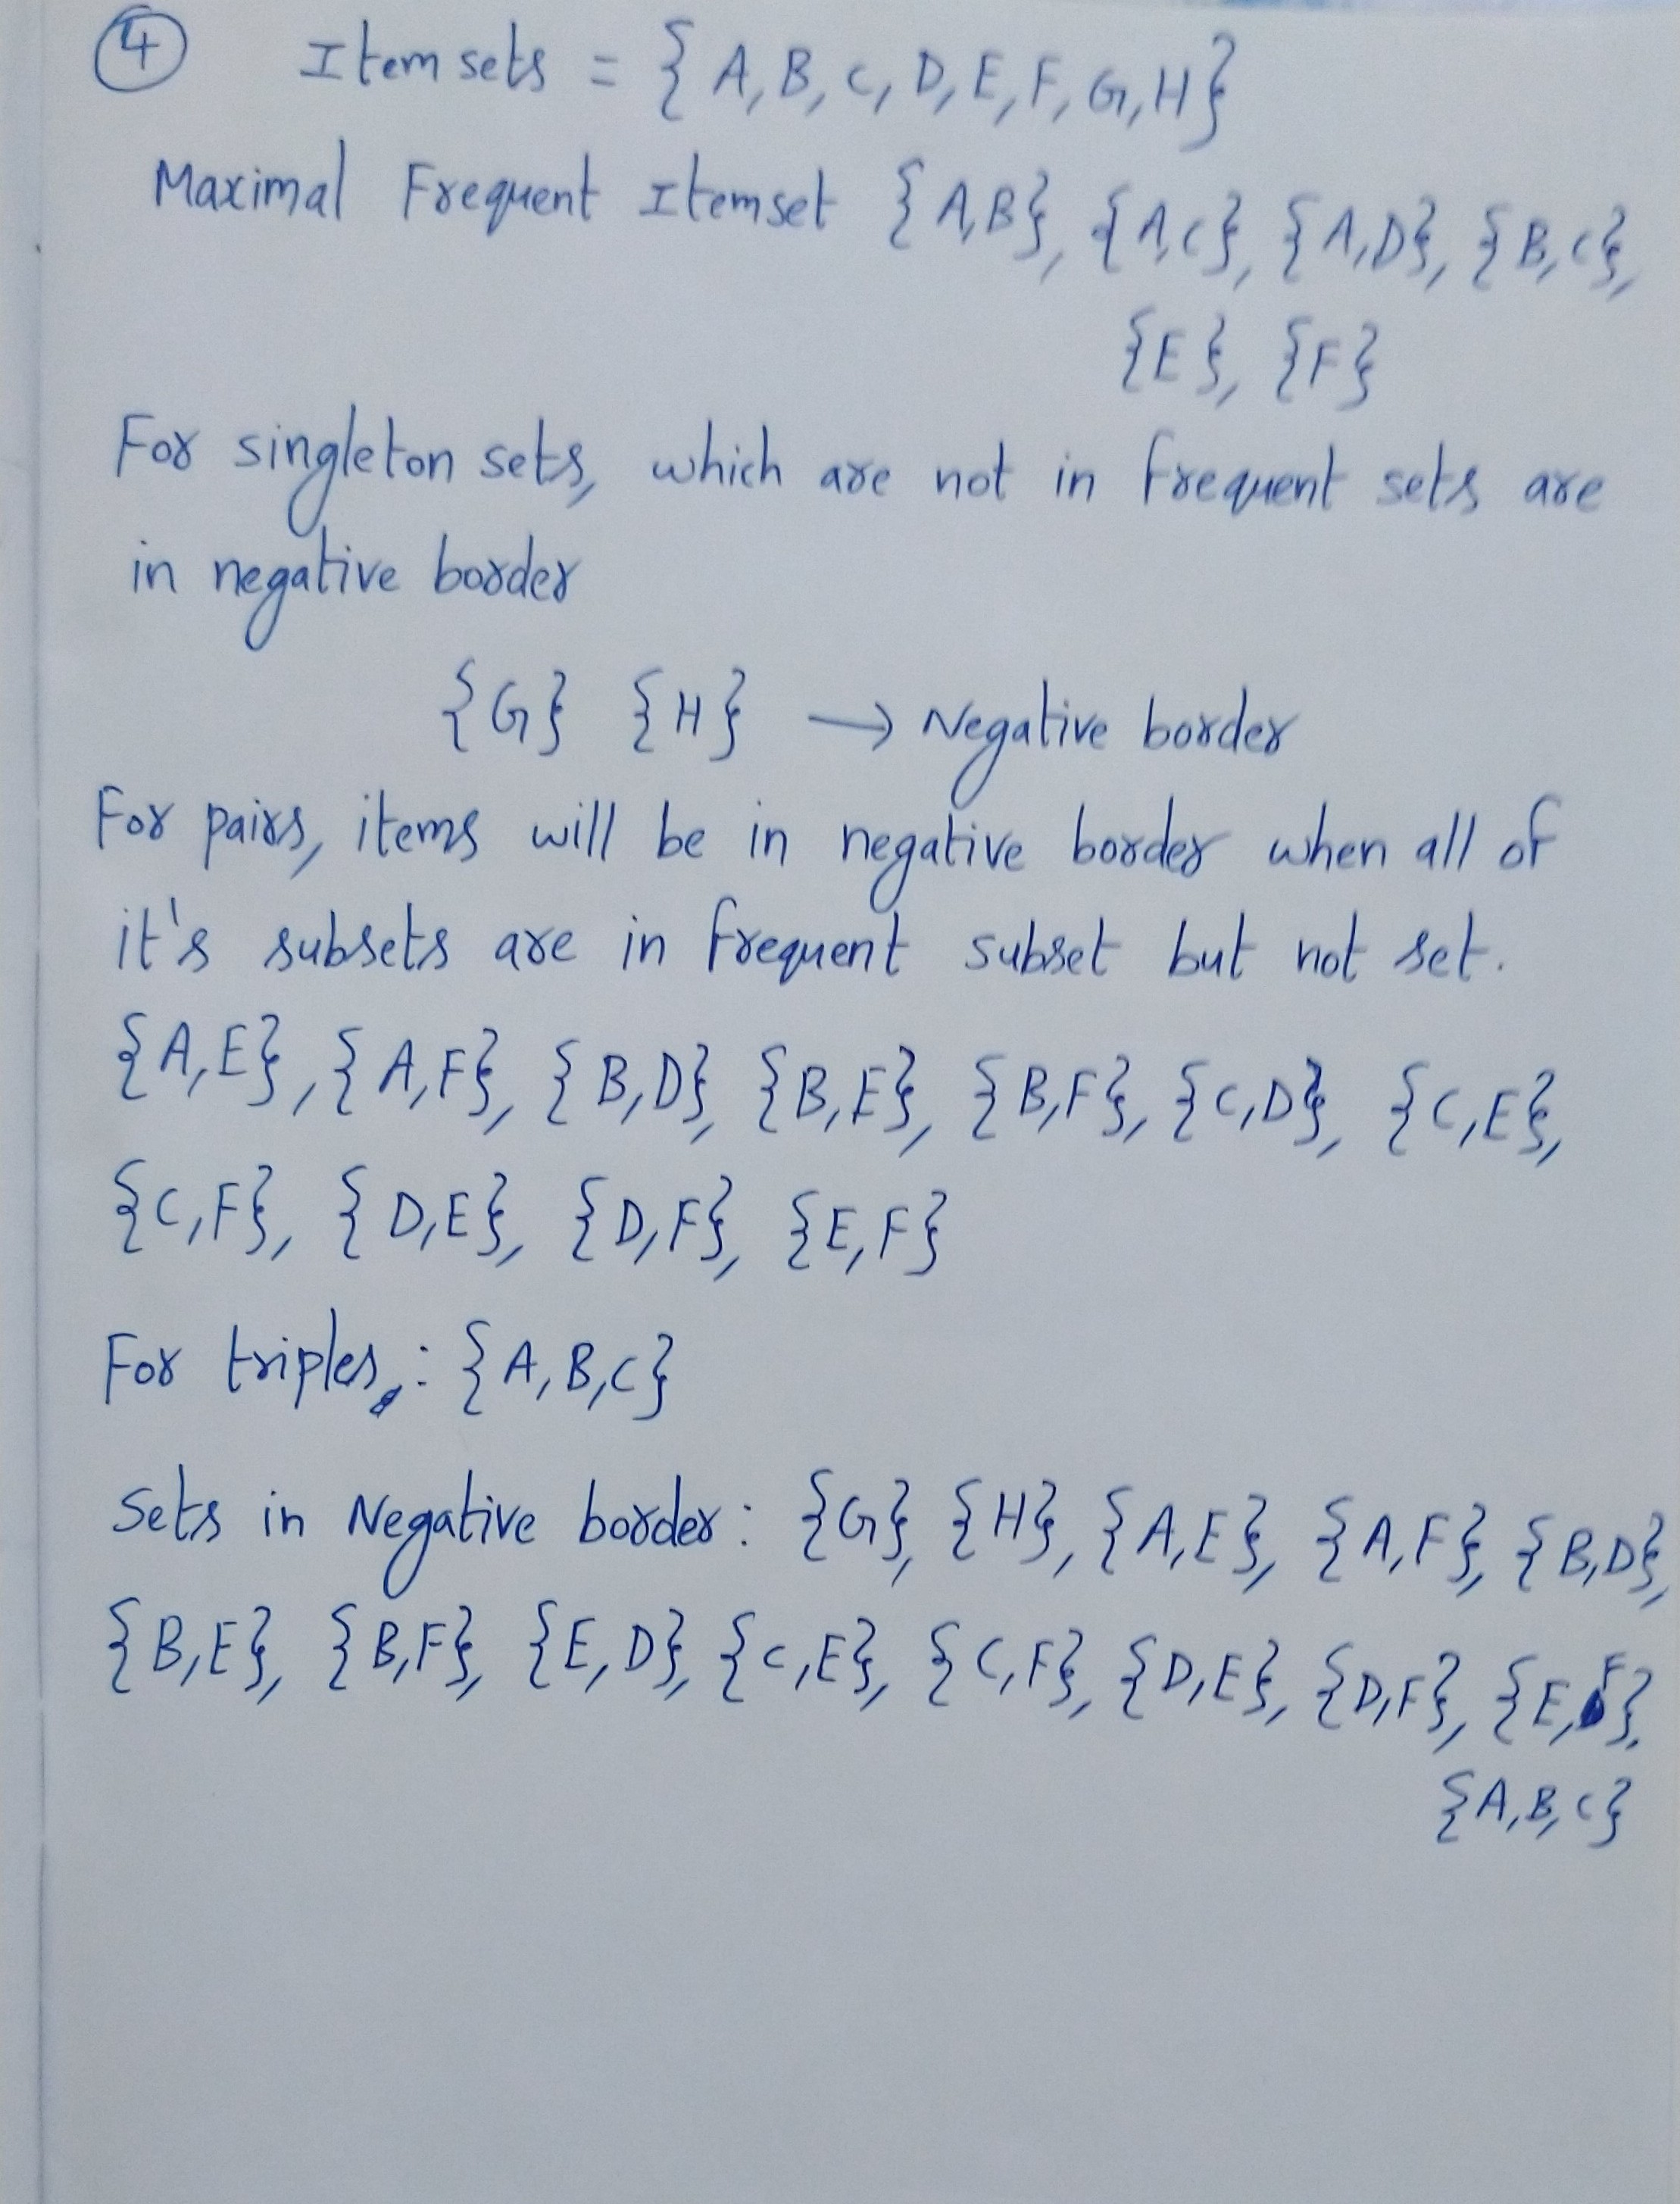 4 Itemsets = { A, B, C, D, E, F, G, H}
Maximal Frequent Itemset {A,B}, {A,C}, {A,D}, {B,C},
{E}, {F}
For singleton sets, which are not in frequent sets are
in negative border
{G} {H} → Negative border
For pairs, items will be in negative border when all of
it's subsets are in frequent subset but not set.
{A,E}, {A,F}, {B,D}, {B,E}, {B,F}, {C,D}, {C,E},
{C,F}, {D,E}, {D,F}, {E,F}
For triples,: {A,B,C}
Sets in Negative border: {G}, {H}, {A,E}, {A,F}, {B,D},
{B,E}, {B,F}, {E,D}, {C,E}, {C,F}, {D,E}, {D,F}, {E,F},
{A,B,C}